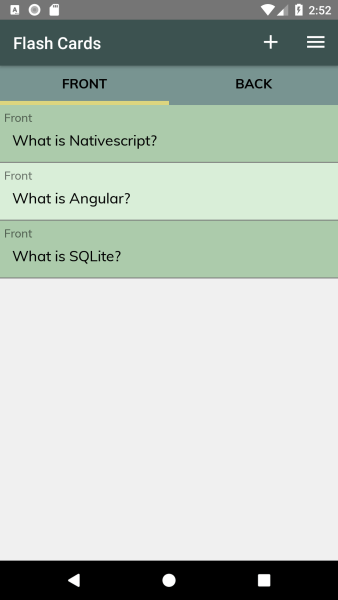 2:52
Flash Cards
FRONT BACK
Front
What is Nativescript?
Front
What is Angular?
Front
What is SQLite?